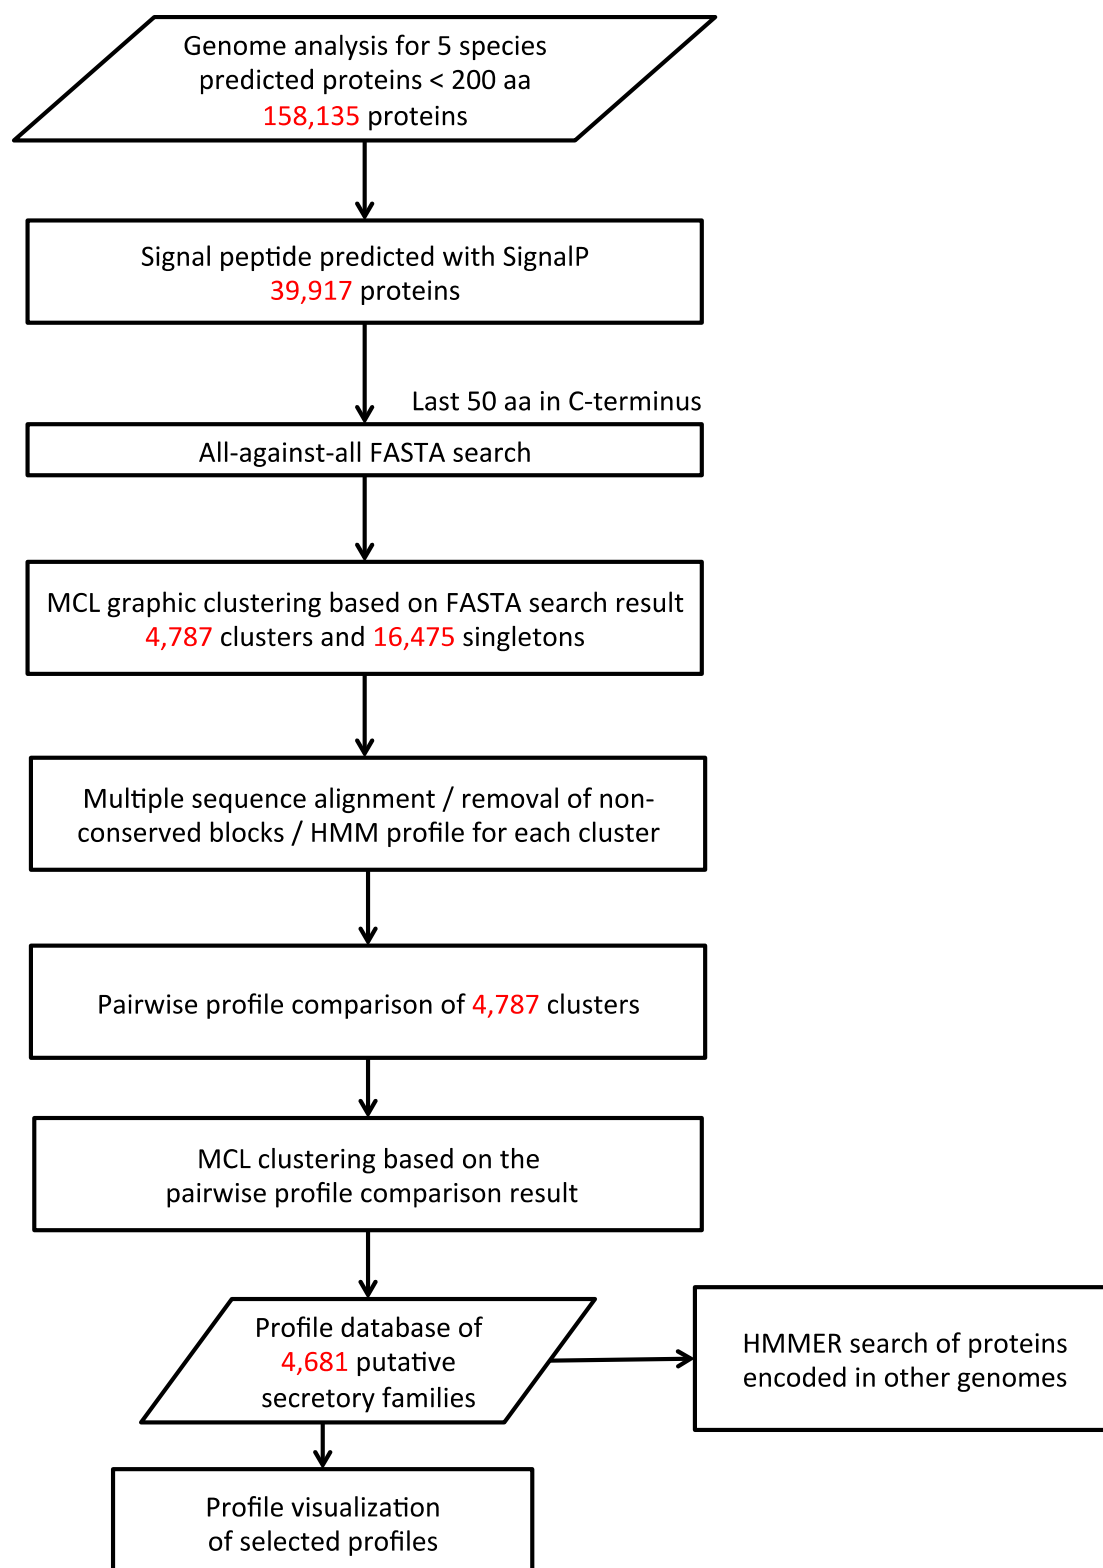 Genome analysis for 5 species
predicted proteins < 200 aa
158,135 proteins
Signal peptide predicted with SignalP
39,917 proteins
Last 50 aa in C-terminus
All-against-all FASTA search
MCL graphic clustering based on FASTA search result
4,787 clusters and 16,475 singletons
Multiple sequence alignment / removal of non-
conserved blocks / HMM profile for each cluster
Pairwise profile comparison of 4,787 clusters
MCL clustering based on the
pairwise profile comparison result
Profile database of
4,681 putative
secretory families
HMMER search of proteins
encoded in other genomes
Profile visualization
of selected profiles